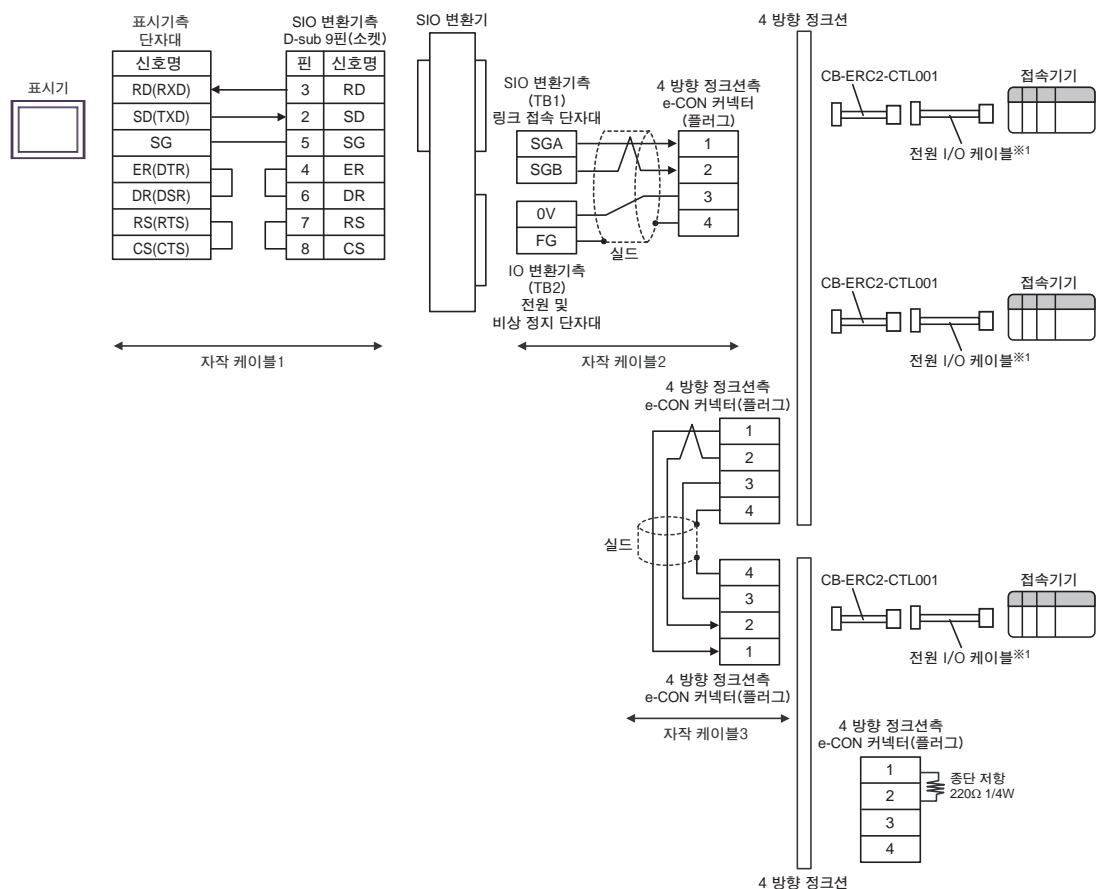 표시기
표시기측
단자대
신호명
RD(RXD)
SD(TXD)
SG
ER(DTR)
DR(DSR)
RS(RTS)
CS(CTS)
SIO 변환기측
D-sub 9핀(소켓)
핀 신호명
3 RD
2 SD
5 SG
4 ER
6 DR
7 RS
8 CS
자작 케이블1
SIO 변환기
SIO 변환기측
(TB1)
링크 접속 단자대
SGA
SGB
0V
FG
IO 변환기측
(TB2)
전원 및
비상 정지 단자대
실드
4 방향 정크션측
e-CON 커넥터
(플러그)
1
2
3
4
자작 케이블2
4 방향 정크션
CB-ERC2-CTL001
접속기기
전원 I/O 케이블※1
CB-ERC2-CTL001
접속기기
전원 I/O 케이블※1
4 방향 정크션측
e-CON 커넥터(플러그)
1
2
3
4
실드
4
3
2
1
4 방향 정크션측
e-CON 커넥터(플러그)
자작 케이블3
CB-ERC2-CTL001
접속기기
전원 I/O 케이블※1
4 방향 정크션측
e-CON 커넥터(플러그)
1
2
3
4
종단 저항
220Ω 1/4W
4 방향 정크션